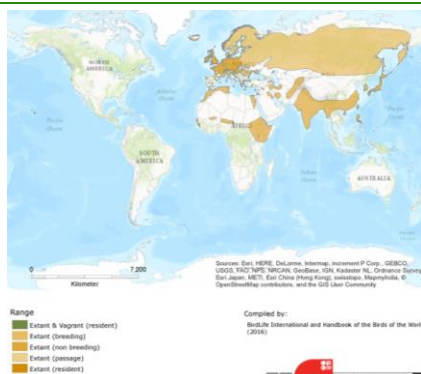 NORTH
AMERICA
AFRICA
SOUTH
AMERICA
AUSTRALIA
Sources: Esri, HERE, DeLorme, Intermap, increment P Corp., GEBCO,
USGS, FAO, NPS, NRCAN, GeoBase, IGN, Kadaster NL, Ordnance Survey,
Esri Japan, METI, Esri China (Hong Kong), swisstopo, MapmyIndia, ©
OpenStreetMap contributors, and the GIS User Community
0 7,200
Kilometer
Range
Compiled by:
Extant & Vagrant (resident)
BirdLife International and Handbook of the Birds of the World
(2016)
Extant (breeding)
Extant (non breeding)
Extant (passage)
Extant (resident)